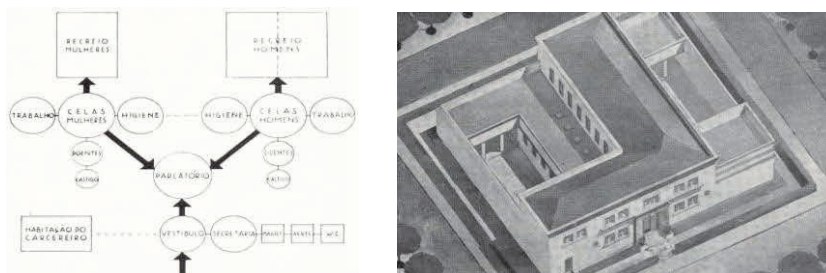 RECREIO
MULHERES
RECREIO
HOMENS
TRABALHO
CELAS
MULHERES
HIGIENE
HIGIENE
CELAS
HOMENS
TRABALHO
DOENTES
CASTIGO
DOENTES
CASTIGO
PARLATÓRIO
HABITAÇÃO DO
CARCEREIRO
VESTÍBULO
SECRETARIA
W.C.